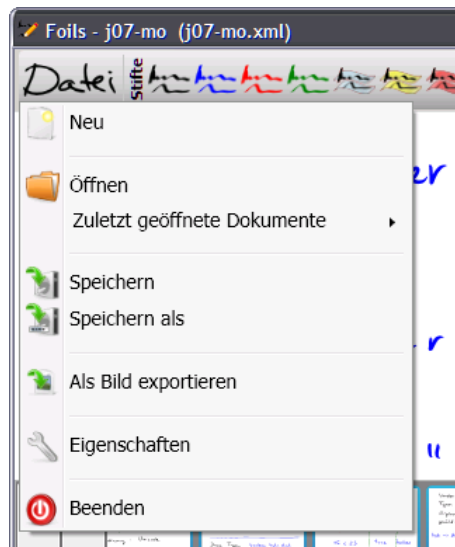 Foils - j07-mo (j07-mo.xml)
Datei Stifte
Neu
Öffnen
Zuletzt geöffnete Dokumente
Speichern
Speichern als
Als Bild exportieren
Eigenschaften
Beenden